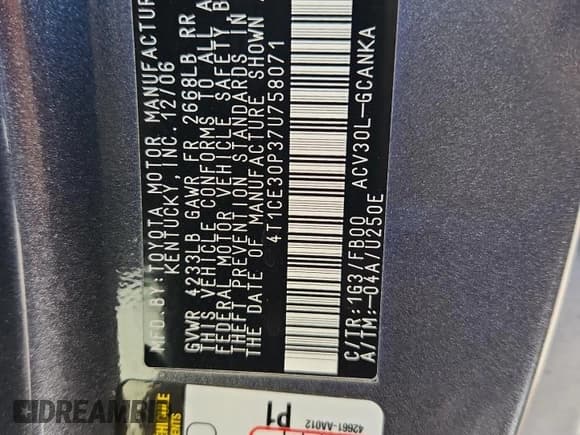 MFD. BY: TOYOTA MOTOR MANUFACTUR
KENTUCKY, INC. 12/06
GVWR 4233LB GAWR FR 2668LB RR
THIS VEHICLE CONFORMS TO ALL A
FEDERAL MOTOR VEHICLE SAFETY, B
THEFT PREVENTION STANDARDS IN
THE DATE OF MANUFACTURE SHOWN
4T1CE30P37U758071
C/TR: 1G3/FB00 ACV30L-GCANKA
A/TM: -04A/U250E
42661-AA012
P1
DREAMBI